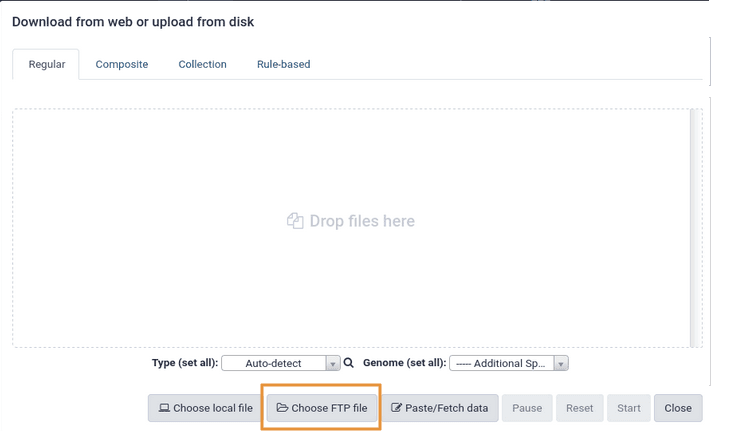 Download from web or upload from disk
Regular Composite Collection Rule-based
Drop files here
Type (set all): Auto-detect Genome (set all): ----- Additional Sp...
Choose local file Choose FTP file Paste/Fetch data Pause Reset Start Close